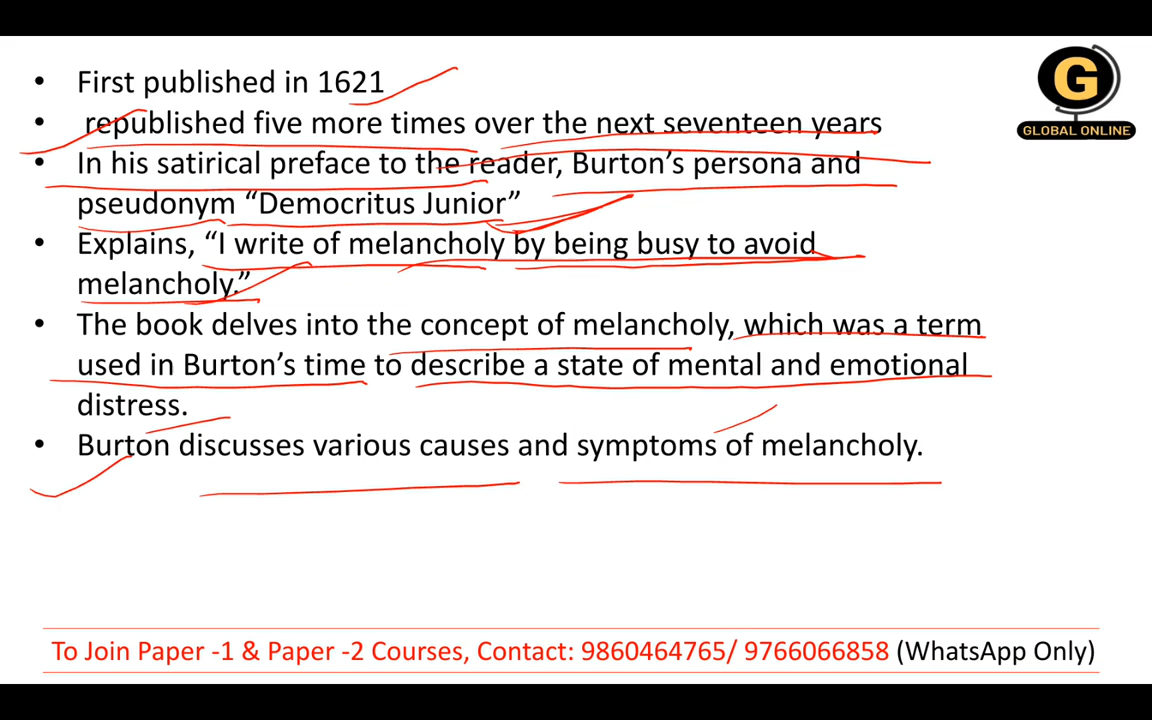 • First published in 1621
• republished five more times over the next seventeen years
• In his satirical preface to the reader, Burton’s persona and
pseudonym “Democritus Junior”
• Explains, “I write of melancholy by being busy to avoid
melancholy.”
• The book delves into the concept of melancholy, which was a term
used in Burton’s time to describe a state of mental and emotional
distress.
• Burton discusses various causes and symptoms of melancholy.
G
GLOBAL ONLINE
To Join Paper -1 & Paper -2 Courses, Contact: 9860464765/ 9766066858 (WhatsApp Only)